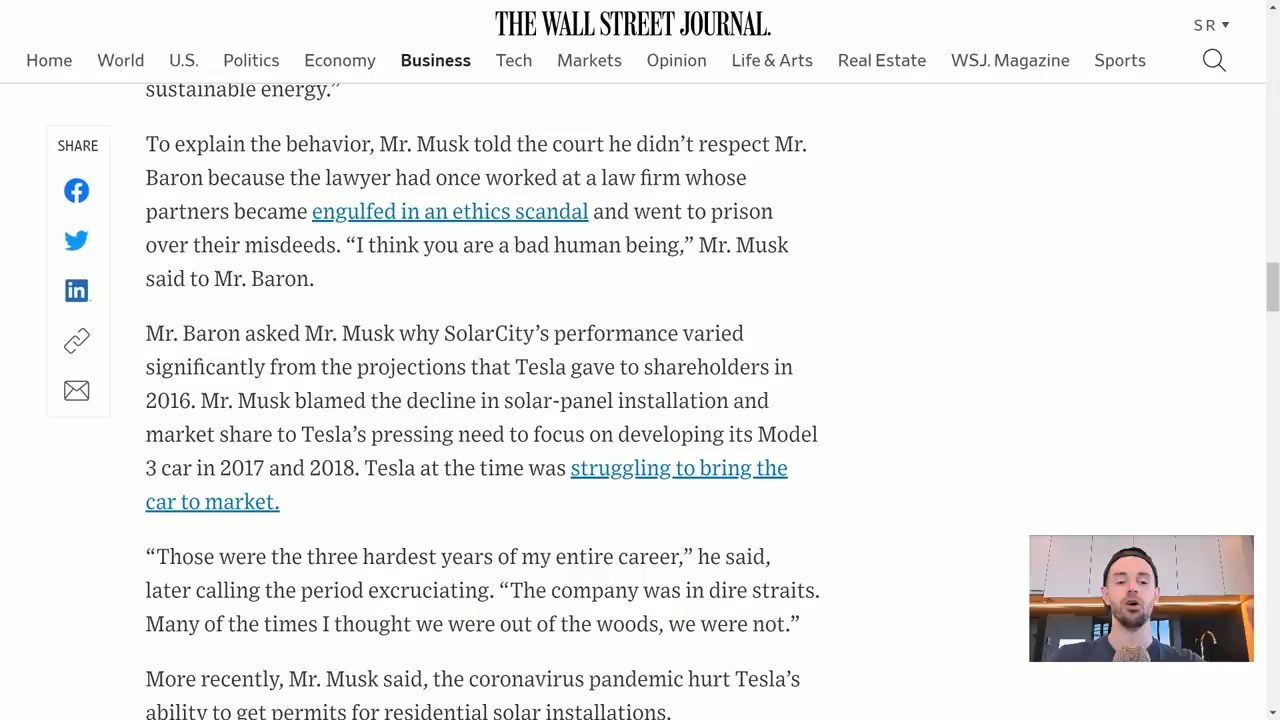 THE WALL STREET JOURNAL.
S R ▾
Home World U.S. Politics Economy Business Tech Markets Opinion Life & Arts Real Estate WSJ. Magazine Sports
sustainable energy.”
SHARE
To explain the behavior, Mr. Musk told the court he didn’t respect Mr.
Baron because the lawyer had once worked at a law firm whose
partners became engulfed in an ethics scandal and went to prison
over their misdeeds. “I think you are a bad human being,” Mr. Musk
said to Mr. Baron.
Mr. Baron asked Mr. Musk why SolarCity’s performance varied
significantly from the projections that Tesla gave to shareholders in
2016. Mr. Musk blamed the decline in solar-panel installation and
market share to Tesla’s pressing need to focus on developing its Model
3 car in 2017 and 2018. Tesla at the time was struggling to bring the
car to market.
“Those were the three hardest years of my entire career,” he said,
later calling the period excruciating. “The company was in dire straits.
Many of the times I thought we were out of the woods, we were not.”
More recently, Mr. Musk said, the coronavirus pandemic hurt Tesla’s
ability to get permits for residential solar installations.